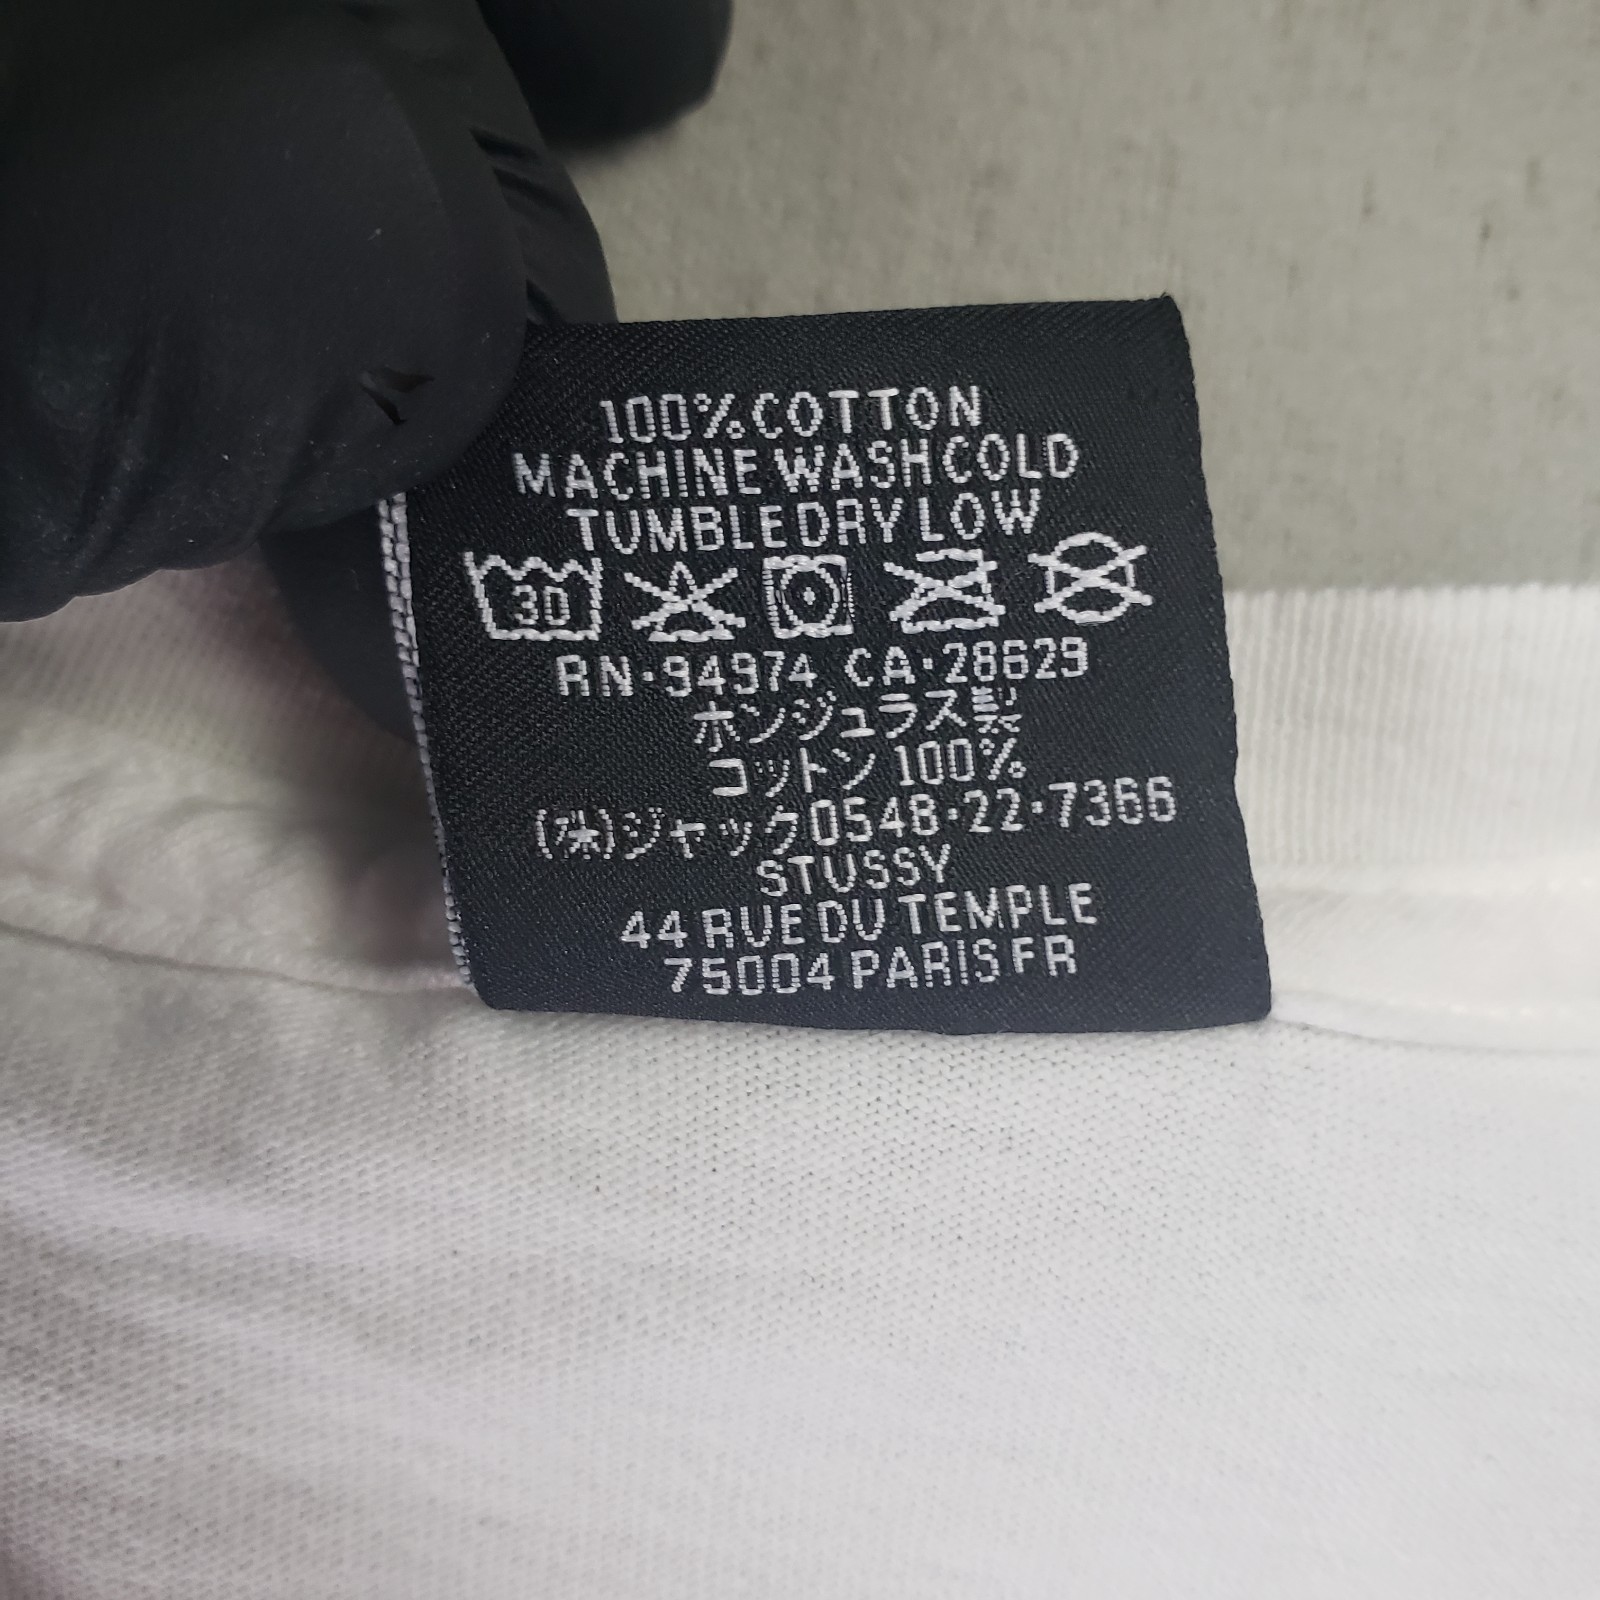 100% COTTON
MACHINE WASH COLD
TUMBLE DRY LOW
30
RN·94974 CA·28629
ホンジュラス製
コットン 100%
(株)ジャック0548·22·7366
STUSSY
44 RUE DU TEMPLE
75004 PARIS FR